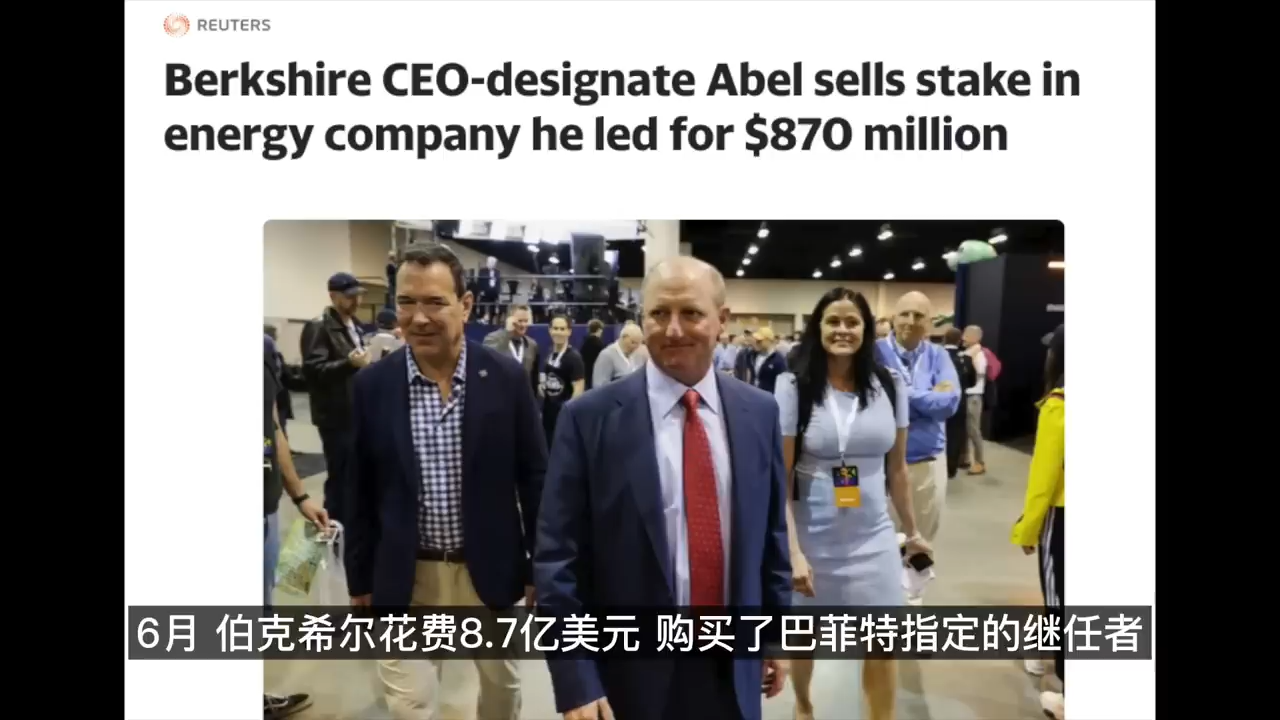 REUTERS
Berkshire CEO-designate Abel sells stake in
energy company he led for $870 million
6月 伯克希尔花费8.7亿美元 购买了巴菲特指定的继任者